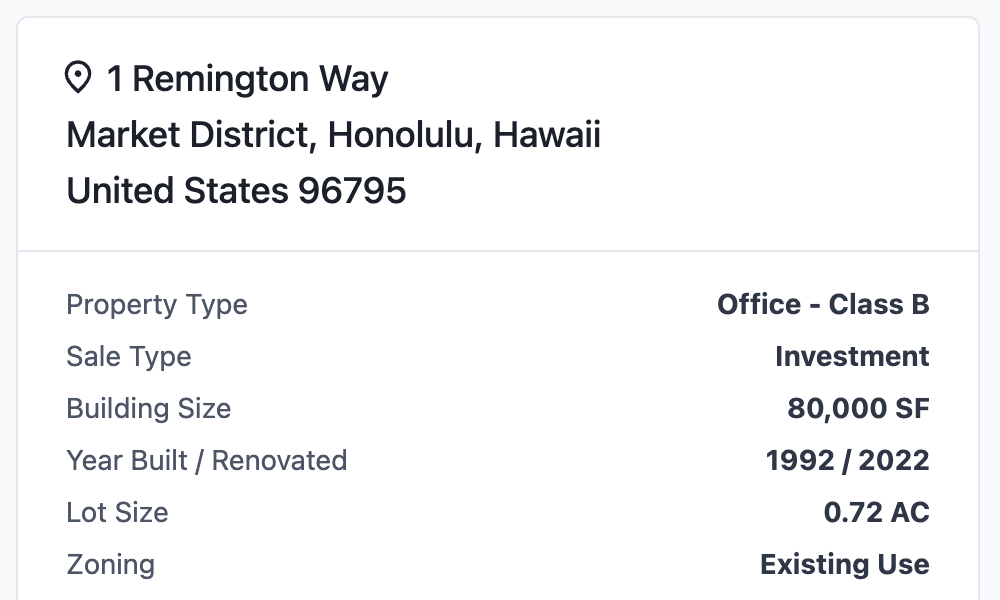 1 Remington Way
Market District, Honolulu, Hawaii
United States 96795
Property Type Office - Class B
Sale Type Investment
Building Size 80,000 SF
Year Built / Renovated 1992 / 2022
Lot Size 0.72 AC
Zoning Existing Use